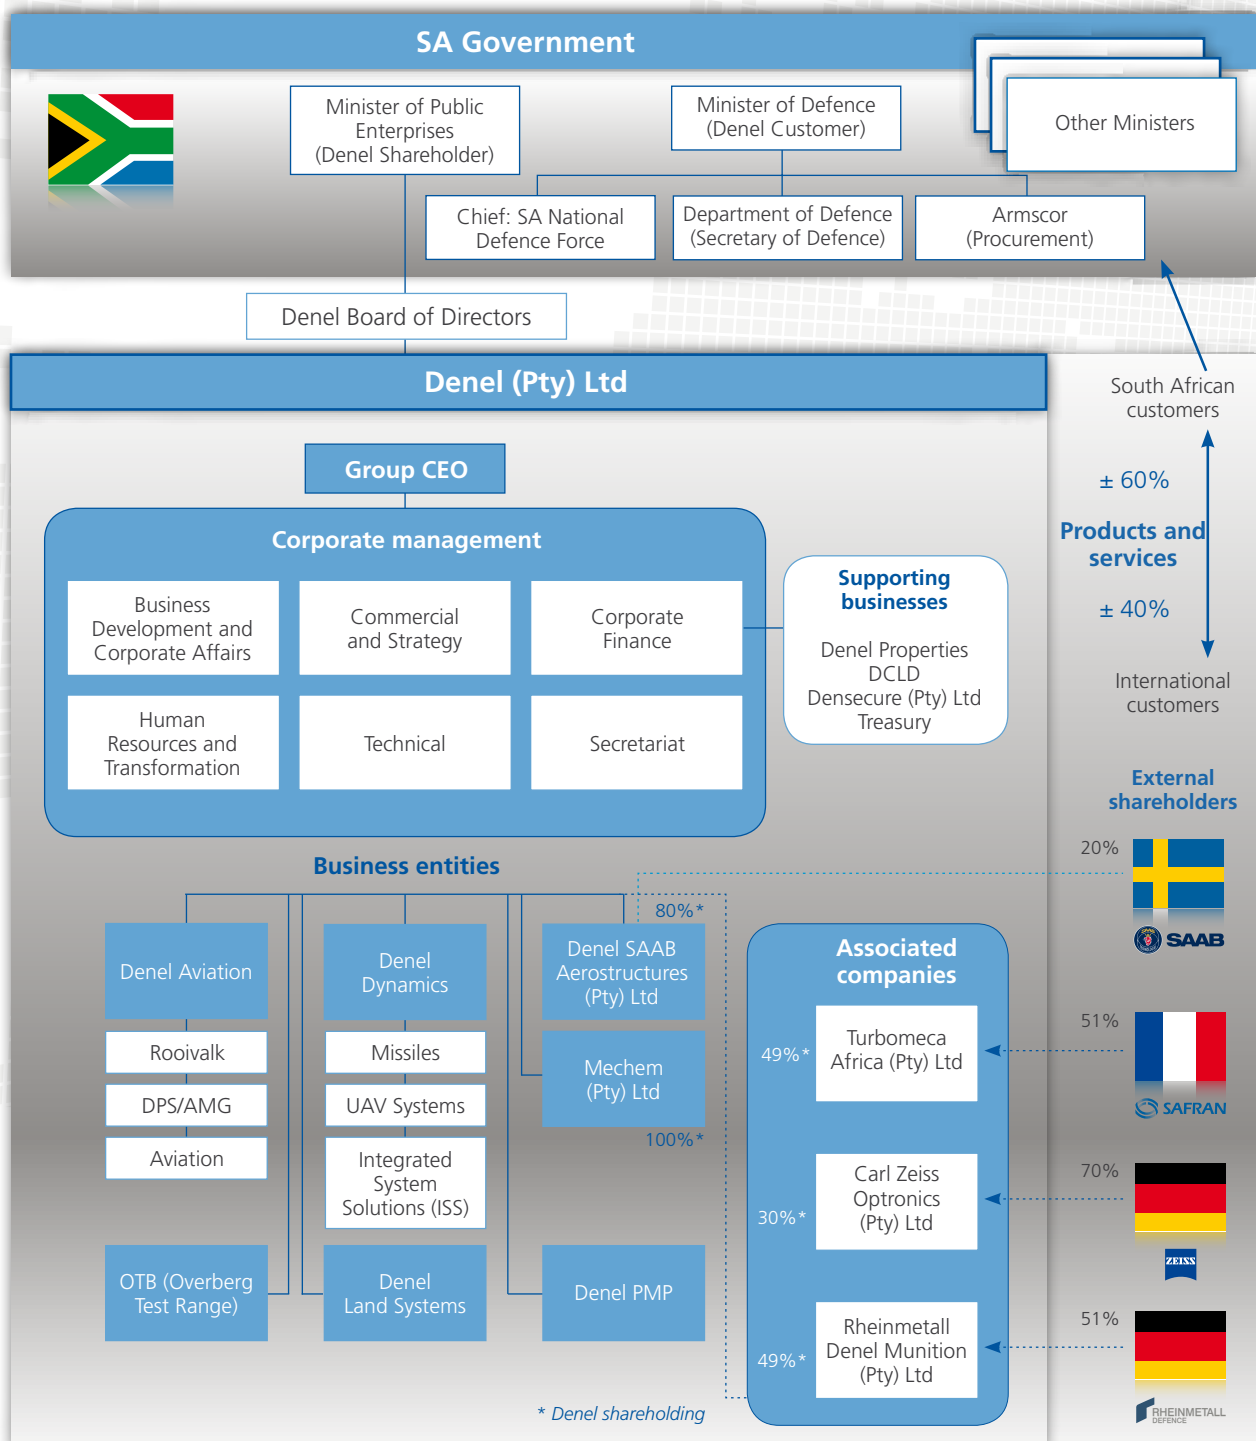 SA Government
Minister of Public
Enterprises
(Denel Shareholder)
Minister of Defence
(Denel Customer)
Other Ministers
Chief: SA National
Defence Force
Department of Defence
(Secretary of Defence)
Armscor
(Procurement)
Denel Board of Directors
Denel (Pty) Ltd
South African
customers
± 60%
Products and
services
± 40%
International
customers
Group CEO
Corporate management
Business
Development and
Corporate Affairs
Commercial
and Strategy
Corporate
Finance
Human
Resources and
Transformation
Technical
Secretariat
Supporting
businesses
Denel Properties
DCLD
Densecure (Pty) Ltd
Treasury
External
shareholders
20%
SAAB
51%
SAFRAN
70%
ZEISS
51%
RHEINMETALL
DEFENCE
Business entities
80%*
Denel Aviation
Rooivalk
DPS/AMG
Aviation
Denel
Dynamics
Missiles
UAV Systems
Integrated
System
Solutions (ISS)
Denel SAAB
Aerostructures
(Pty) Ltd
Mechem
(Pty) Ltd
100%*
OTB (Overberg
Test Range)
Denel
Land Systems
Denel PMP
Associated
companies
49%*
Turbomeca
Africa (Pty) Ltd
30%*
Carl Zeiss
Optronics
(Pty) Ltd
49%*
Rheinmetall
Denel Munition
(Pty) Ltd
* Denel shareholding